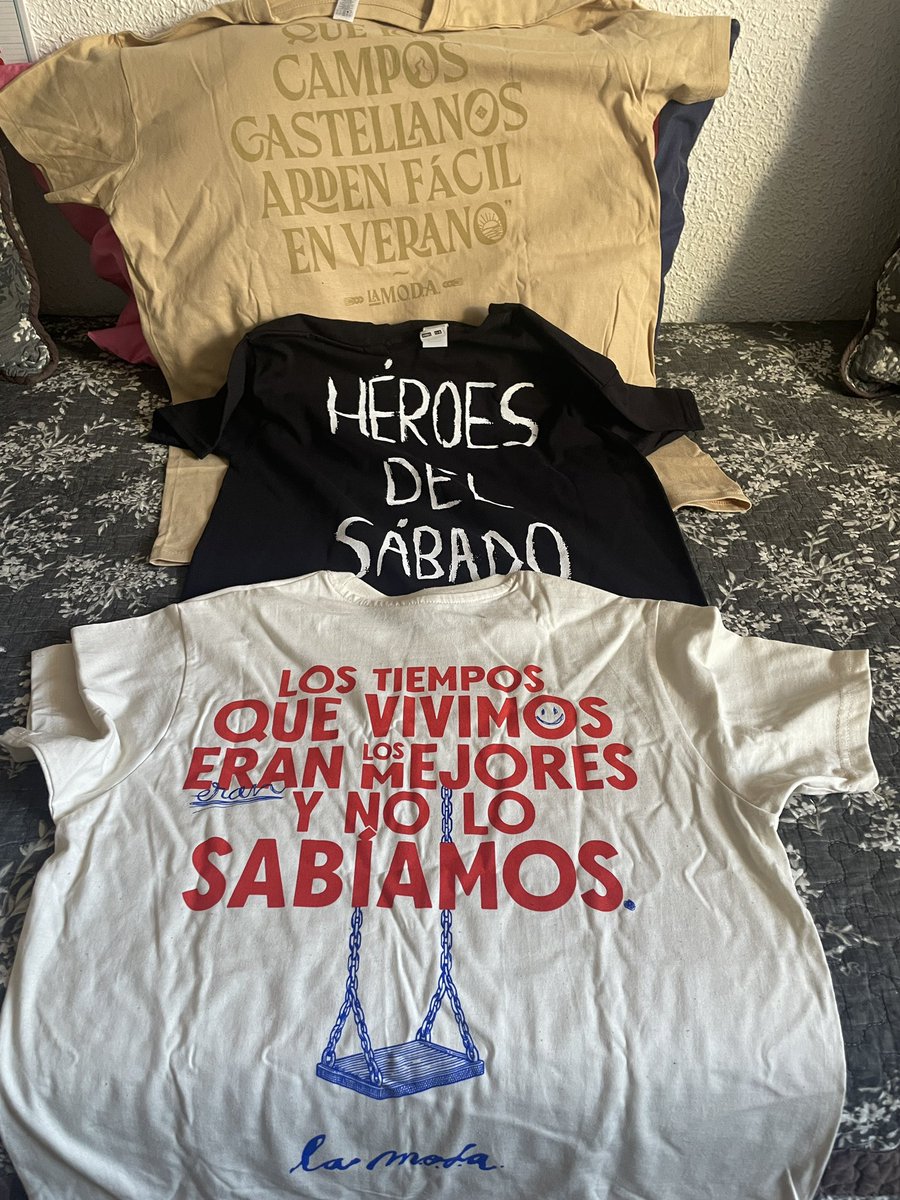 QUE
CAMPOS
CASTELLANOS
ARDEN FÁCIL
EN VERANO”
LA M.O.D.A.
HÉROES
DEL
SÁBADO
LOS TIEMPOS
QUE VIVIMOS
ERAN LOS MEJORES
eran
Y NO LO
SABÍAMOS.
la m.o.d.a.